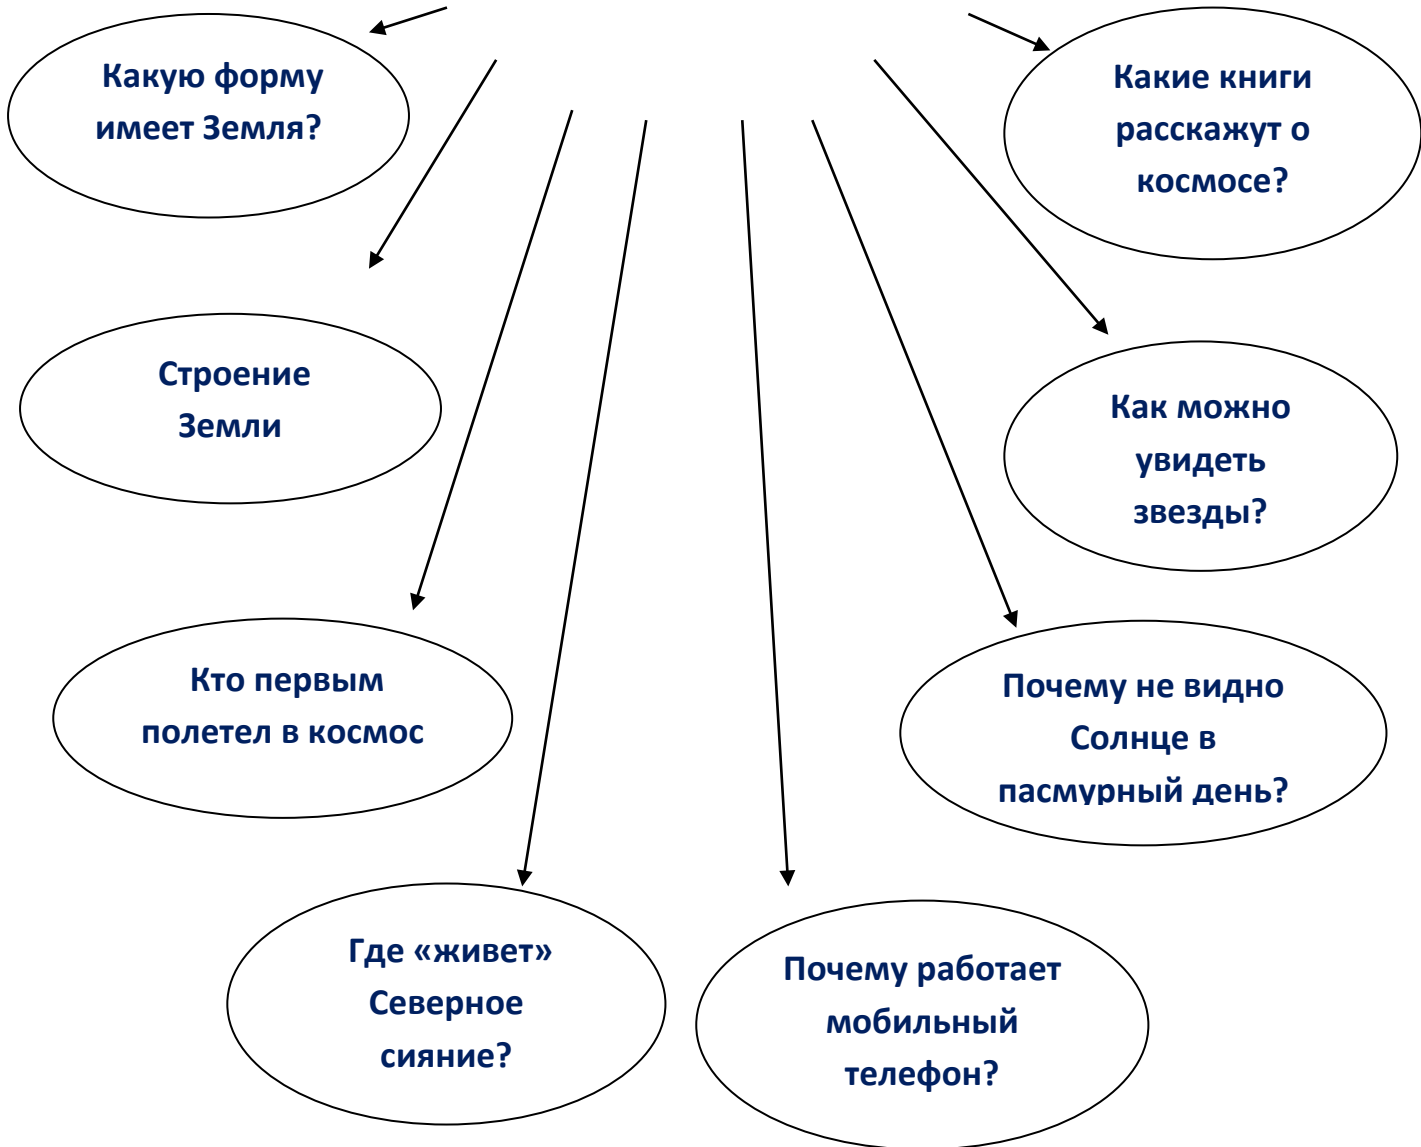 Какую форму
имеет Земля?
Какие книги
расскажут о
космосе?
Строение
Земли
Как можно
увидеть
звезды?
Кто первым
полетел в космос
Почему не видно
Солнце в
пасмурный день?
Где «живет»
Северное
сияние?
Почему работает
мобильный
телефон?